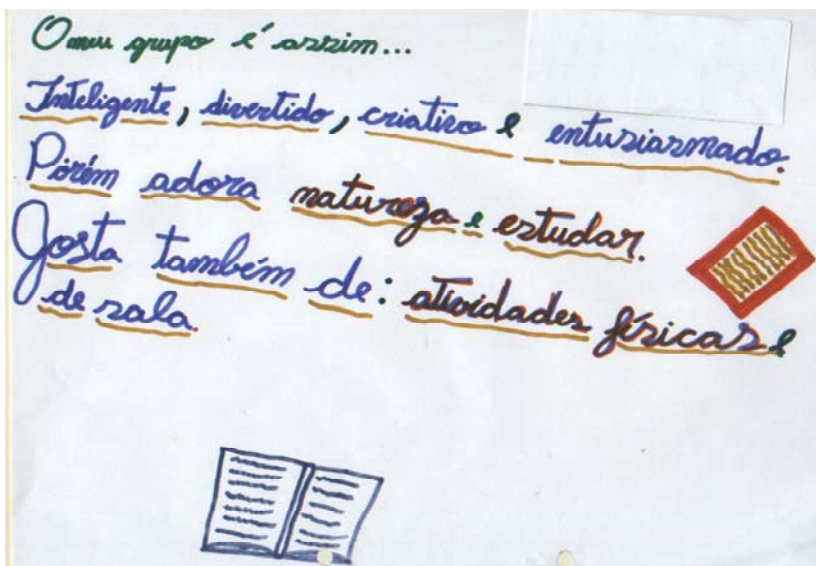 O meu grupo é assim...
Inteligente, divertido, criativo e entusiasmado.
Porém adora natureza e estudar.
Gosta também de: atividades físicas e
de sala.